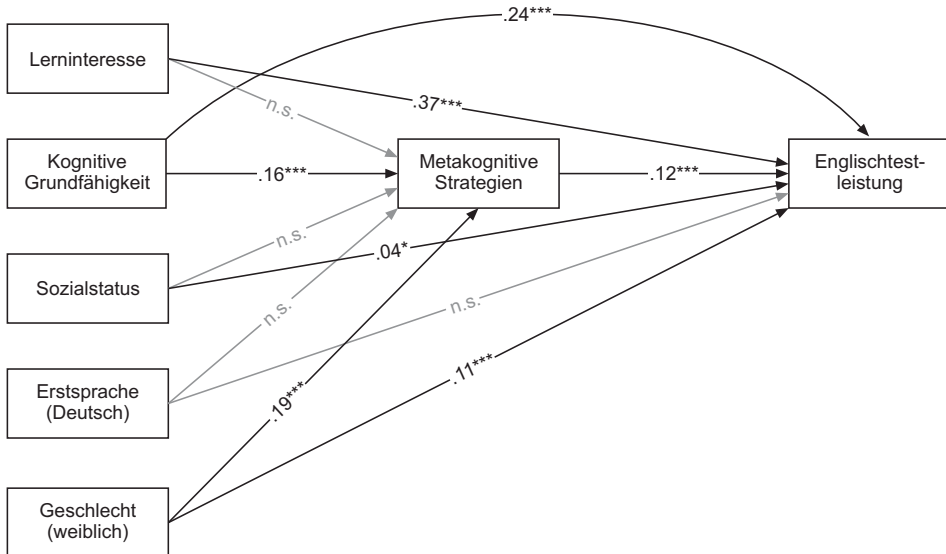 .24***
Lerninteresse
.37***
n.s.
Kognitive
Grundfähigkeit
.16***
Metakognitive
Strategien
.12***
Englischtest-
leistung
n.s.
.04*
Sozialstatus
n.s.
n.s.
Erstsprache
(Deutsch)
.19***
.11***
Geschlecht
(weiblich)